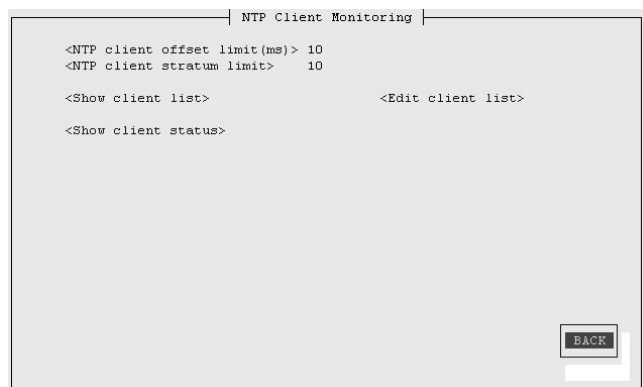 NTP Client Monitoring
<NTP client offset limit(ms)> 10
<NTP client stratum limit> 10
<Show client list> <Edit client list>
<Show client status>
BACK